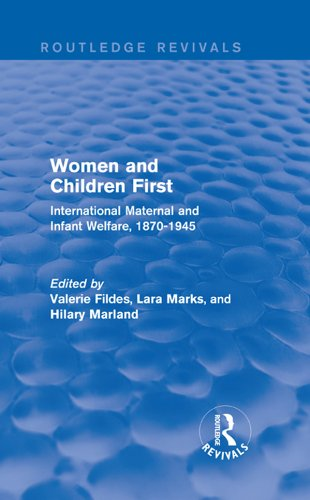 ROUTLEDGE REVIVALS
Women and
Children First
International Maternal and
Infant Welfare, 1870-1945
Edited by
Valerie Fildes, Lara Marks, and
Hilary Marland
ROUTLEDGE
REVIVALS